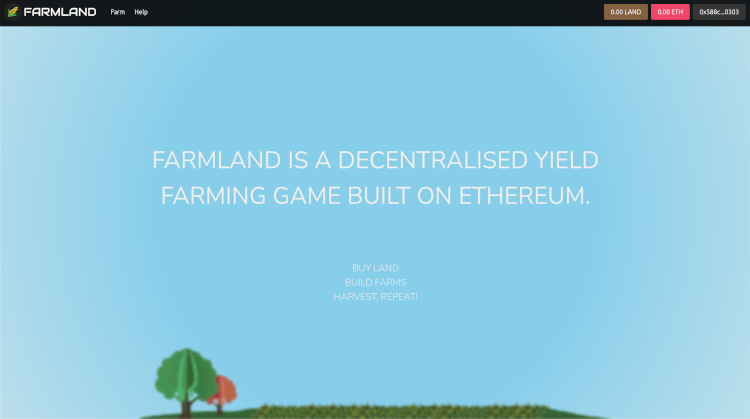 FARMLAND
Farm
Help
0.00 LAND
0.00 ETH
0x588c...0303
FARMLAND IS A DECENTRALISED YIELD
FARMING GAME BUILT ON ETHEREUM.
BUY LAND
BUILD FARMS
HARVEST, REPEAT!